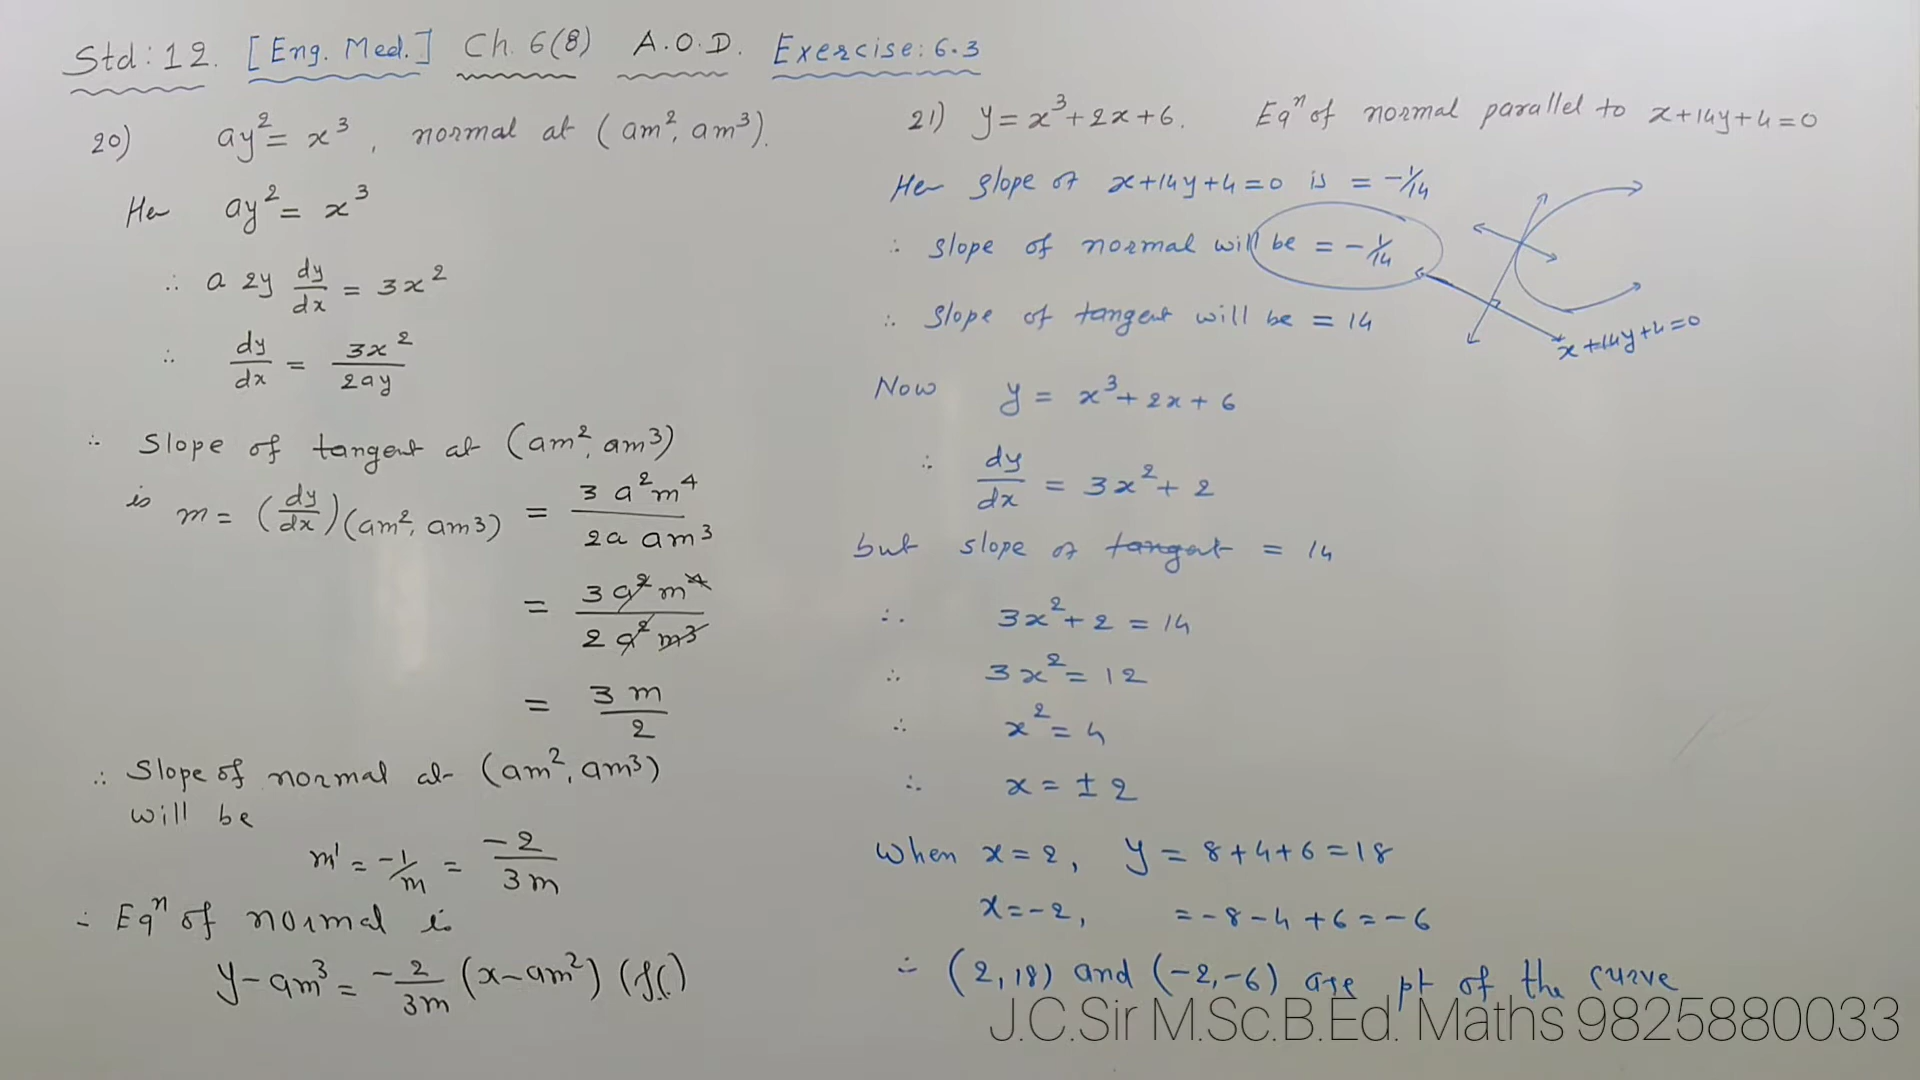 Std: 12. [Eng. Med.] Ch. 6(8) A.O.D. Exercise: 6.3
20) ay² = x³, normal at (am², am³).
Her ay² = x³
∴ a 2y dy/dx = 3x²
∴ dy/dx = 3x²/2ay
∴ Slope of tangent at (am², am³)
is m = (dy/dx)(am², am³) = 3a²m⁴/2a am³
= 3a²m⁴/2a²m³
= 3m/2
∴ Slope of normal at (am², am³)
will be
m' = -1/m = -2/3m
∴ Eqⁿ of normal is
y - am³ = -2/3m (x - am²)
21) y = x³ + 2x + 6. Eqⁿ of normal parallel to x+14y+4=0
Her slope of x+14y+4=0 is = -1/14
∴ slope of normal will be = -1/14
∴ slope of tangent will be = 14
x+14y+4=0
Now y = x³ + 2x + 6
∴ dy/dx = 3x² + 2
but slope of tangent = 14
∴ 3x² + 2 = 14
∴ 3x² = 12
∴ x² = 4
∴ x = ± 2
When x = 2, y = 8+4+6 = 18
x = -2, = -8-4+6 = -6
∴ (2,18) and (-2,-6) are pt of the curve
J.C.Sir M.Sc.B.Ed. Maths 9825880033